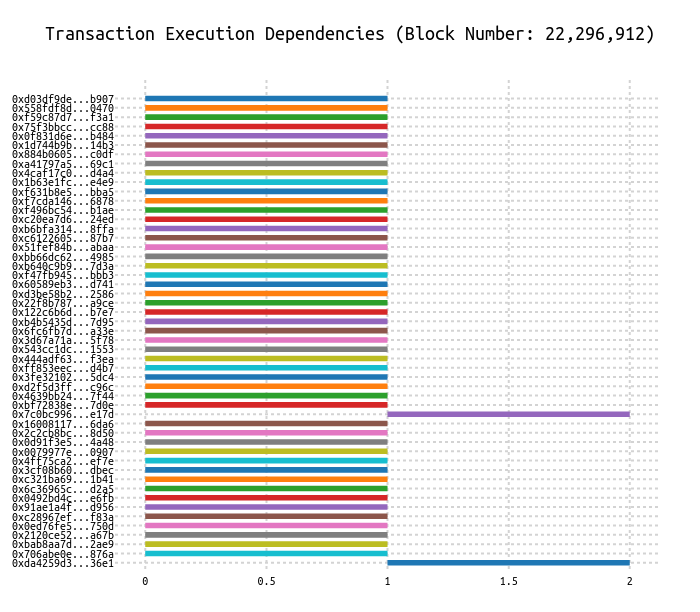 Transaction Execution Dependencies (Block Number: 22,296,912)
0xd03df9de...b907
0x558fdf8d...0470
0xf59c87d7...f3a1
0x75f3bbcc...cc88
0x0f831d6e...b484
0x1d744b9b...14b3
0x884b0605...c0df
0xa41797a5...69c1
0x4caf17c0...d4a4
0x1b63e1fc...e4e9
0xf631b8e5...bba5
0xf7cda146...6878
0xf496bc54...b1ae
0xc20ea7d6...24ed
0xb6bfa314...8ffa
0xc6122605...87b7
0x51fef84b...abaa
0xbb66dc62...4985
0xb640c9b9...7d3a
0xf47fb945...bbb3
0x60589eb3...d741
0xd3be58b2...2586
0x22f8b787...a9ce
0x122c6b6d...b7e7
0xb4b5435d...7d95
0x6fc6fb7d...a33e
0x3d67a71a...5f78
0x543cc1dc...1553
0x444adf63...f3ea
0xff853eec...d4b7
0x3fe32102...5dc4
0xd2f5d3ff...c96c
0x4639bb24...7f44
0xbf72838e...7d0e
0x7c0bc996...e17d
0x16008117...6da6
0x2c2cb8bc...8d50
0x0d91f3e5...4a48
0x0079977e...0907
0x4ff75ca2...ef7e
0x3cf08b60...dbec
0xc321ba69...1b41
0x6c36965c...d2a5
0x0492bd4c...e6fb
0x91ae1a4f...d956
0xc28967ef...f83a
0x0ed76fe5...750d
0x2120ce52...a67b
0xbab8aa7d...2ae9
0x706abe0e...876a
0xda4259d3...36e1
0 0.5 1 1.5 2